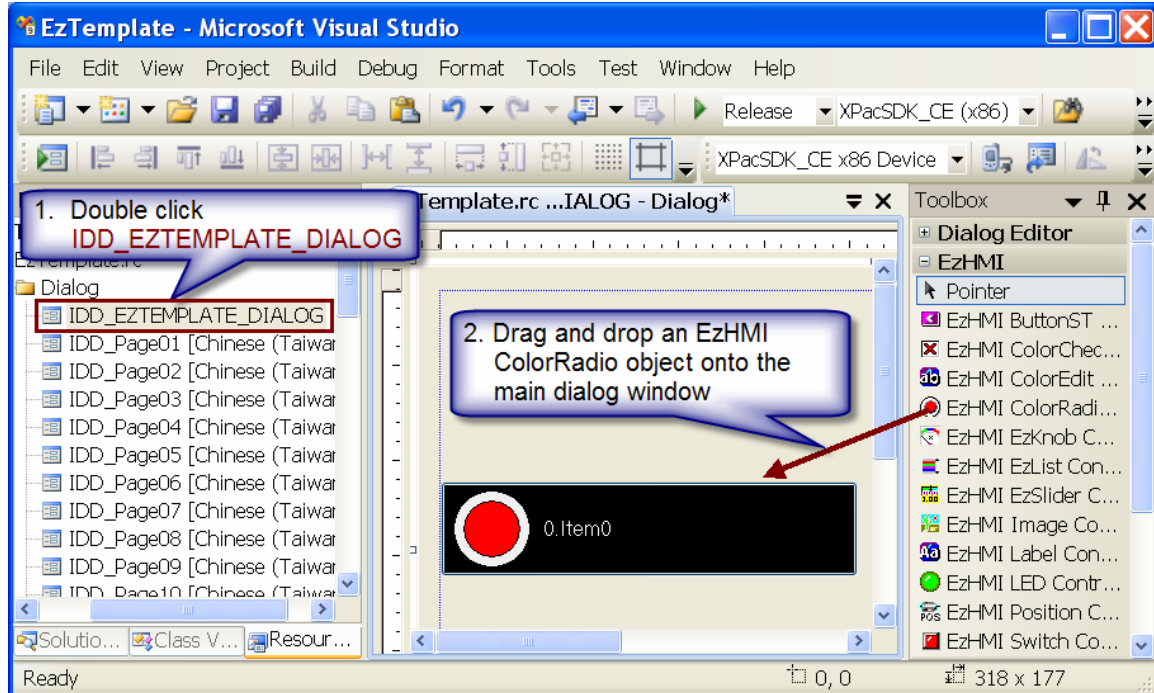 EzTemplate - Microsoft Visual Studio
File Edit View Project Build Debug Format Tools Test Window Help
Release XPacSDK_CE (x86)
XPacSDK_CE x86 Device
1. Double click
IDD_EZTEMPLATE_DIALOG
Template.rc ...IALOG - Dialog*
Toolbox
EzTemplate.rc
Dialog
IDD_EZTEMPLATE_DIALOG
IDD_Page01 [Chinese (Taiwar
IDD_Page02 [Chinese (Taiwar
IDD_Page03 [Chinese (Taiwar
IDD_Page04 [Chinese (Taiwar
IDD_Page05 [Chinese (Taiwar
IDD_Page06 [Chinese (Taiwar
IDD_Page07 [Chinese (Taiwar
IDD_Page08 [Chinese (Taiwar
IDD_Page09 [Chinese (Taiwar
IDD_Page10 [Chinese (Taiwar
Solutio... Class V... Resour...
2. Drag and drop an EzHMI
ColorRadio object onto the
main dialog window
0.Item0
Dialog Editor
EzHMI
Pointer
EzHMI ButtonST ...
EzHMI ColorChec...
EzHMI ColorEdit ...
EzHMI ColorRadi...
EzHMI EzKnob C...
EzHMI EzList Con...
EzHMI EzSlider C...
EzHMI Image Co...
EzHMI Label Con...
EzHMI LED Contr...
EzHMI Position C...
EzHMI Switch Co...
Ready 0, 0 318 x 177